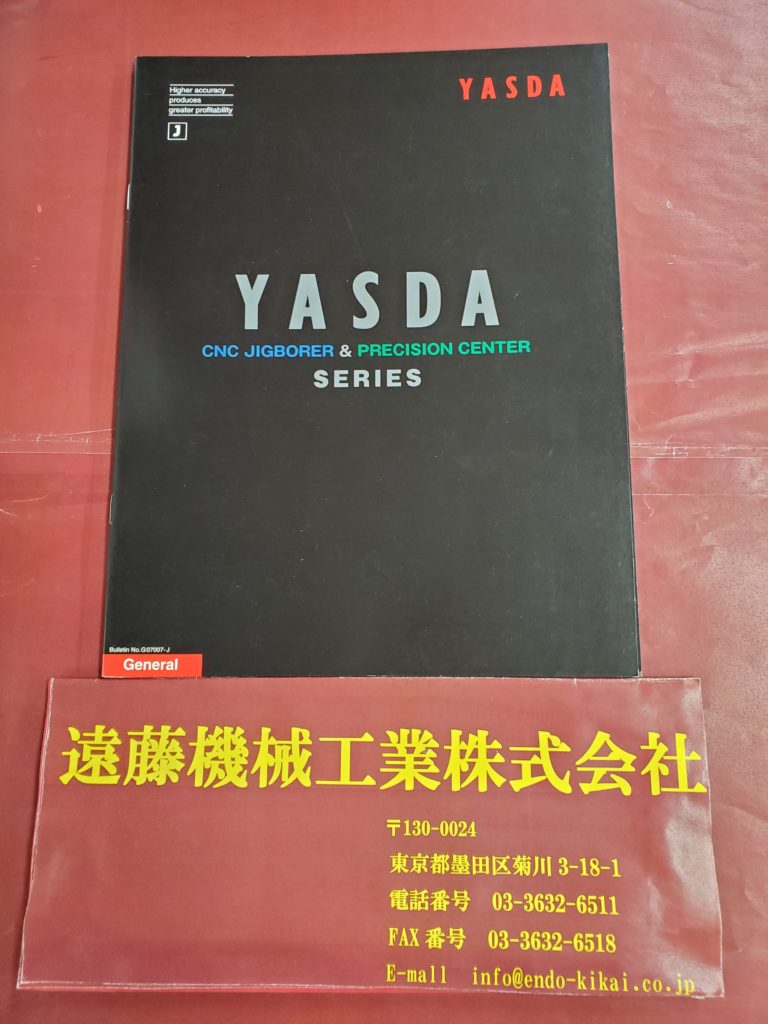 Higher accuracy
produces
greater profitability
J
YASDA
YASDA
CNC JIGBORER & PRECISION CENTER
SERIES
Bulletin No.G07007-J
General
遠藤機械工業株式会社
〒130-0024
東京都墨田区菊川 3-18-1
電話番号 03-3632-6511
FAX 番号 03-3632-6518
E-mall info@endo-kikai.co.jp